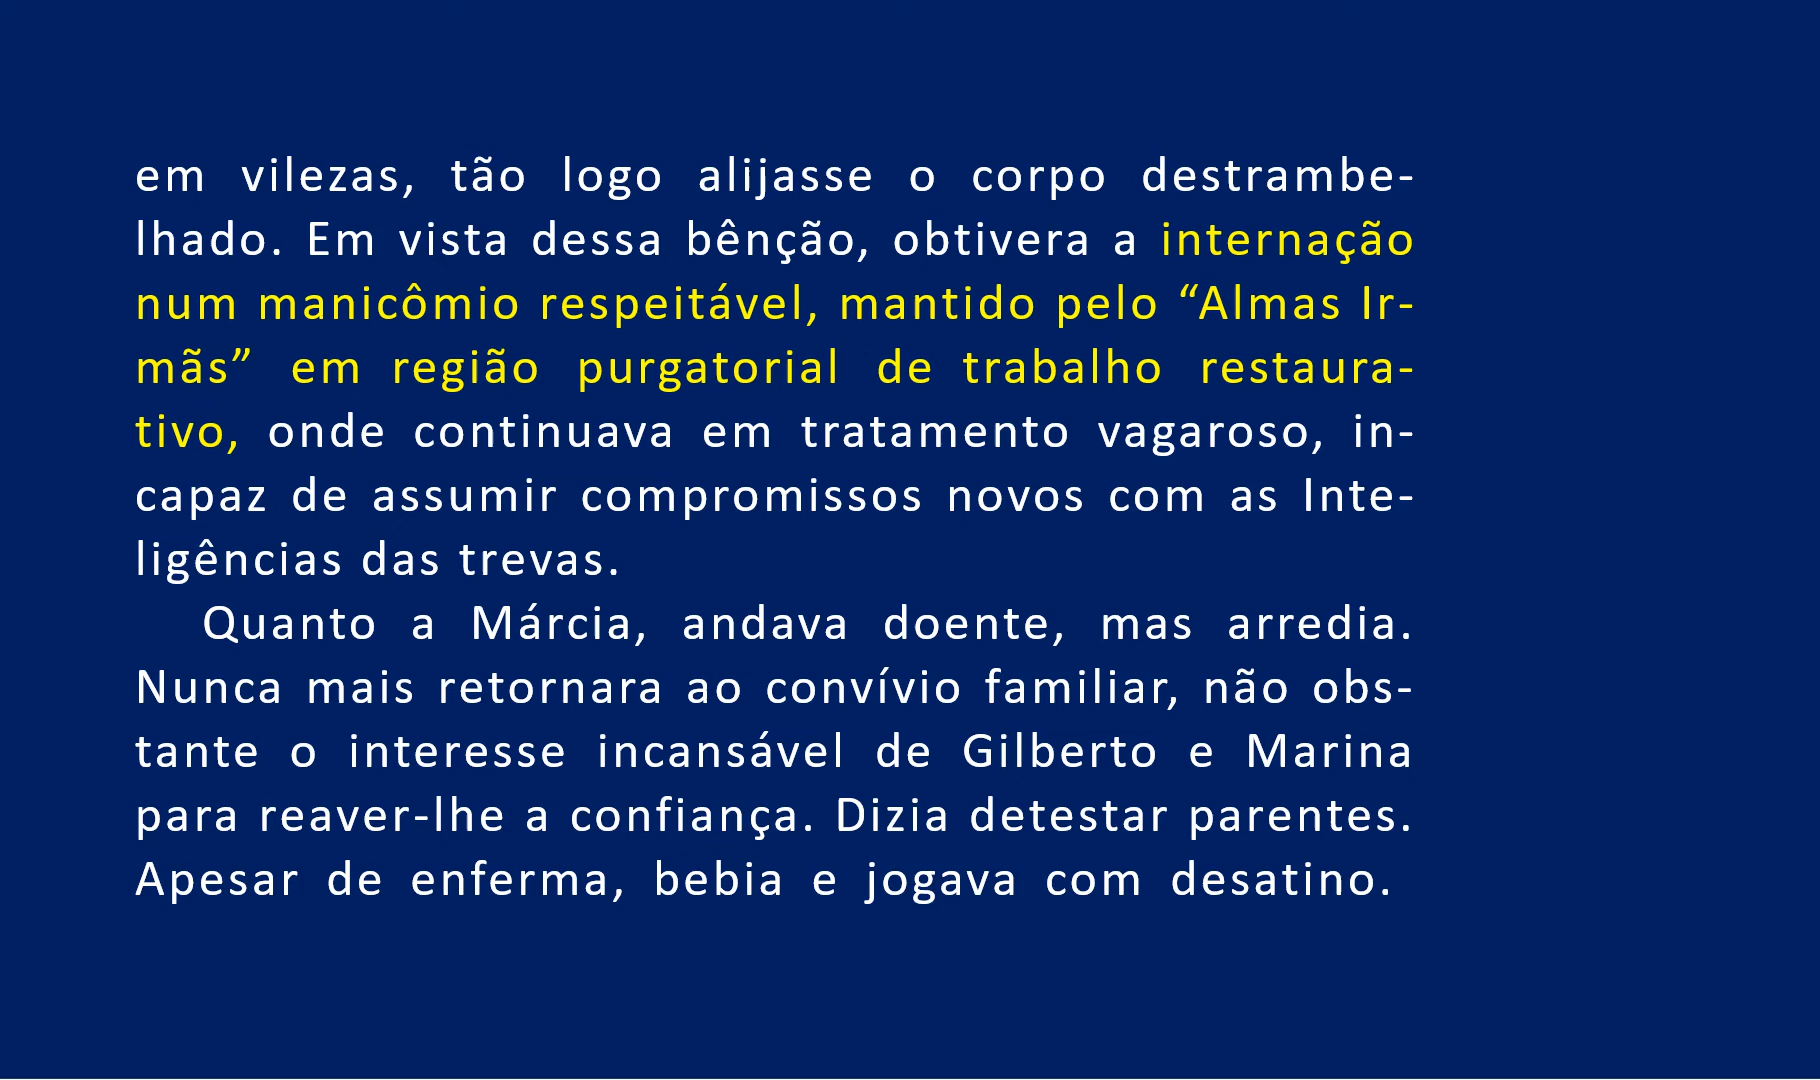 em vilezas, tão logo alijasse o corpo destrambe-
lhado. Em vista dessa bênção, obtivera a internação
num manicômio respeitável, mantido pelo “Almas Ir-
mãs” em região purgatorial de trabalho restaura-
tivo, onde continuava em tratamento vagaroso, in-
capaz de assumir compromissos novos com as Inte-
ligências das trevas.
Quanto a Márcia, andava doente, mas arredia.
Nunca mais retornara ao convívio familiar, não obs-
tante o interesse incansável de Gilberto e Marina
para reaver-lhe a confiança. Dizia detestar parentes.
Apesar de enferma, bebia e jogava com desatino.